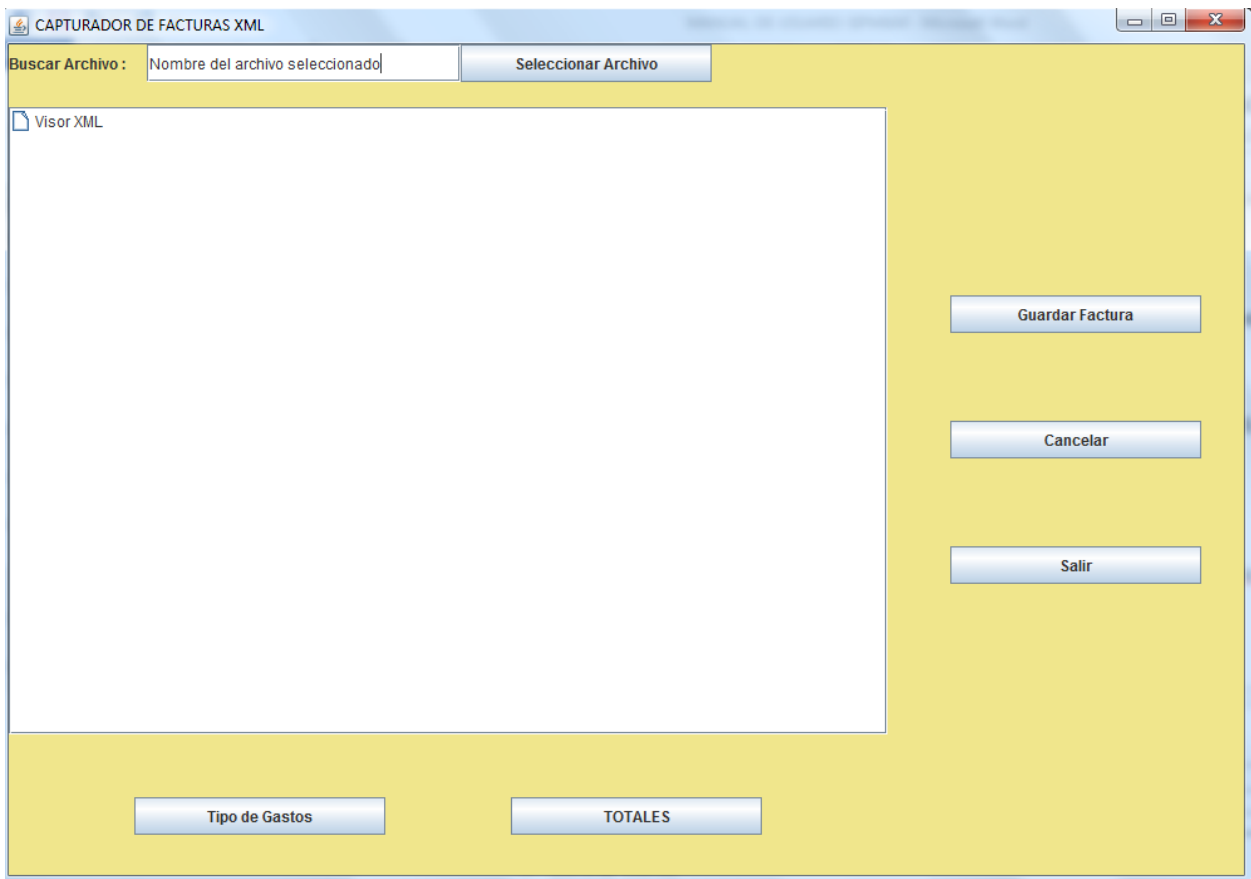 CAPTURADOR DE FACTURAS XML
Buscar Archivo :
Nombre del archivo seleccionado
Seleccionar Archivo
Visor XML
Guardar Factura
Cancelar
Salir
Tipo de Gastos
TOTALES